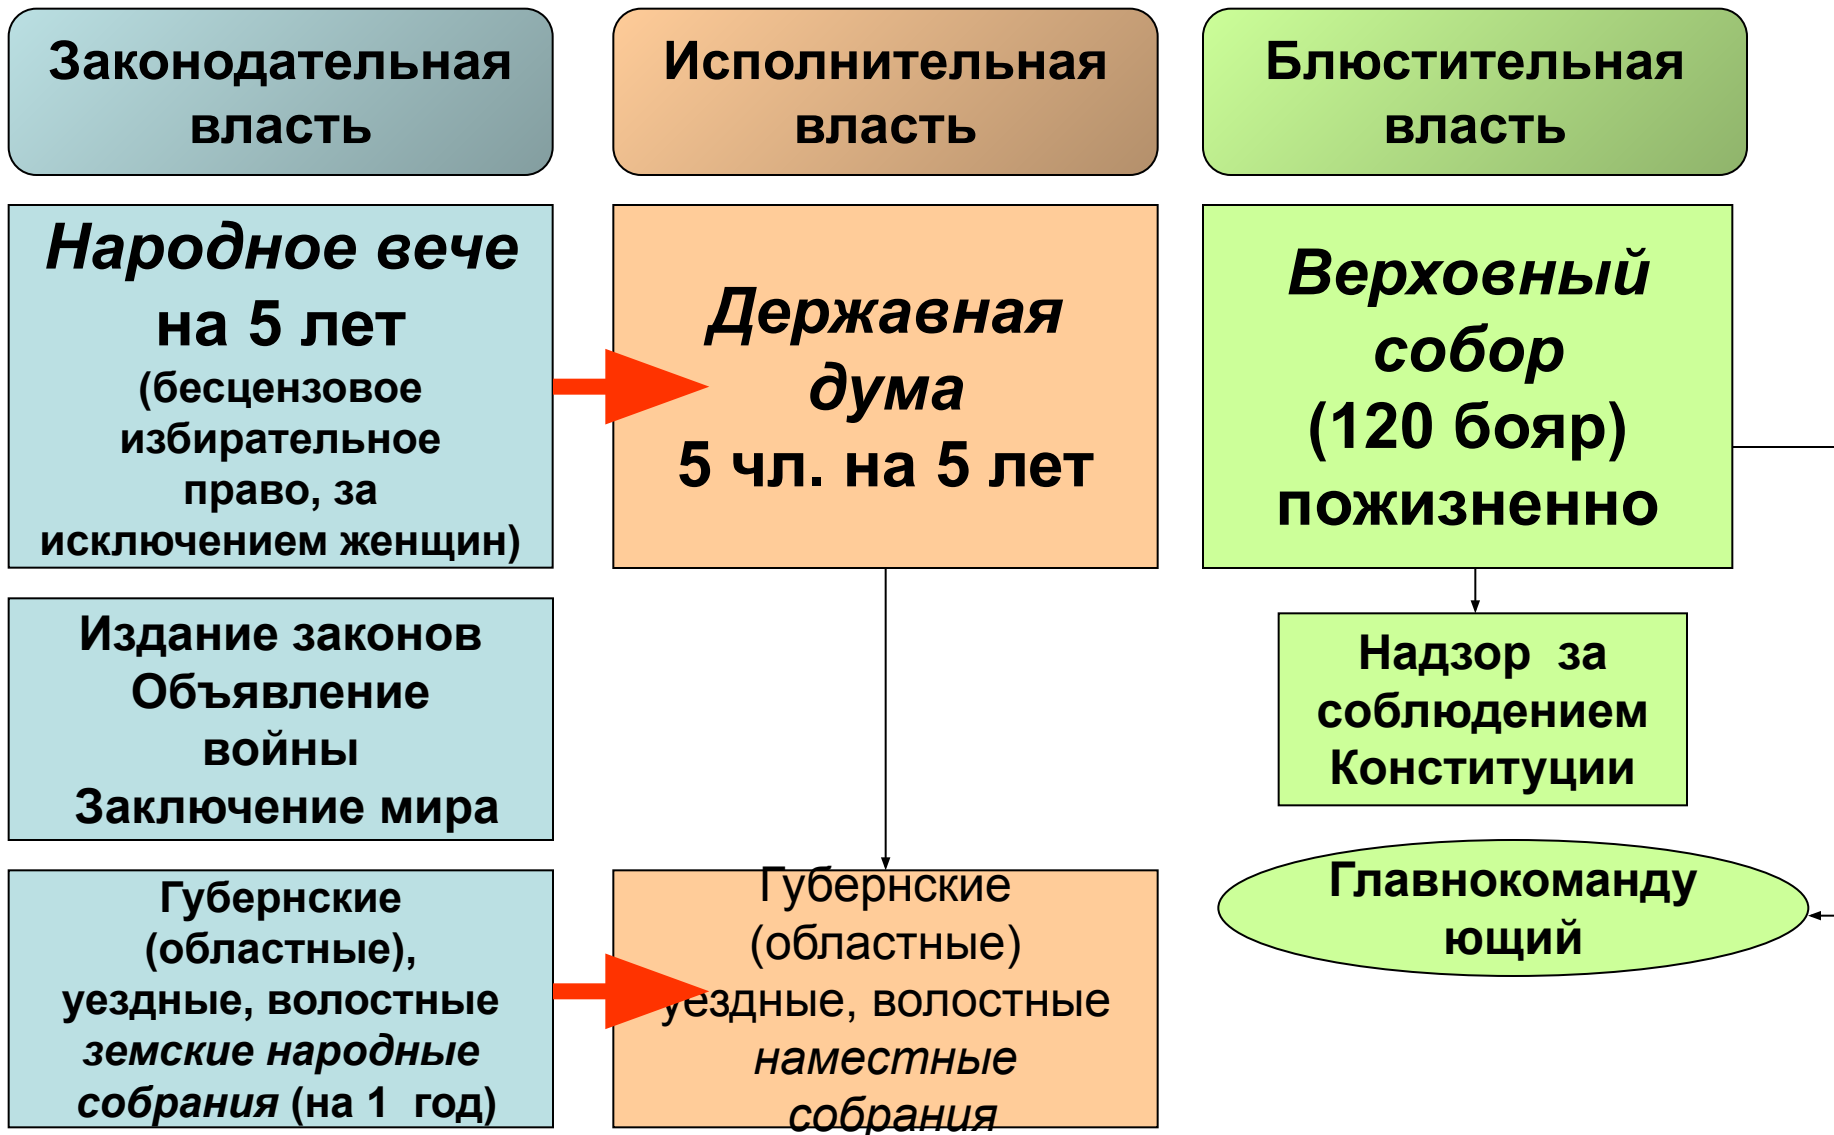 Законодательная
власть
Исполнительная
власть
Блюстительная
власть
Народное вече
на 5 лет
(бесцензовое
избирательное
право, за
исключением женщин)
Державная
дума
5 чл. на 5 лет
Верховный
собор
(120 бояр)
пожизненно
Издание законов
Объявление
войны
Заключение мира
Надзор за
соблюдением
Конституции
Главнокоманду
ющий
Губернские
(областные),
уездные, волостные
земские народные
собрания (на 1 год)
Губернские
(областные)
уездные, волостные
наместные
собрания